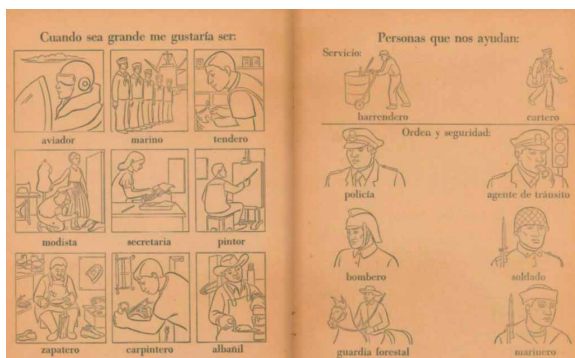 Cuando sea grande me gustaría ser:
aviador marino tendero
modista secretaria pintor
zapatero carpintero albañil
Personas que nos ayudan:
Servicio:
barrendero cartero
Orden y seguridad:
policía agente de tránsito
bombero soldado
guardia forestal marinero